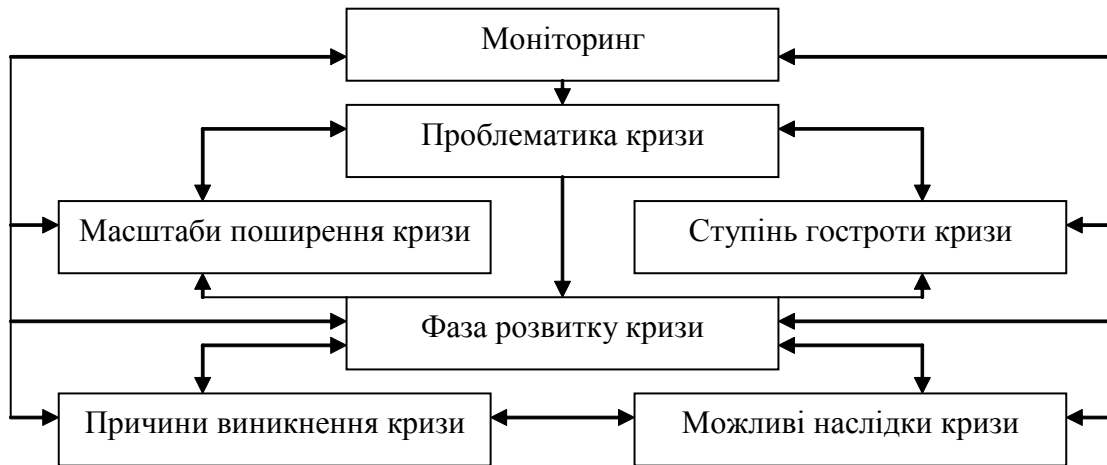 Моніторинг
Проблематика кризи
Масштаби поширення кризи
Ступінь гостроти кризи
Фаза розвитку кризи
Причини виникнення кризи
Можливі наслідки кризи